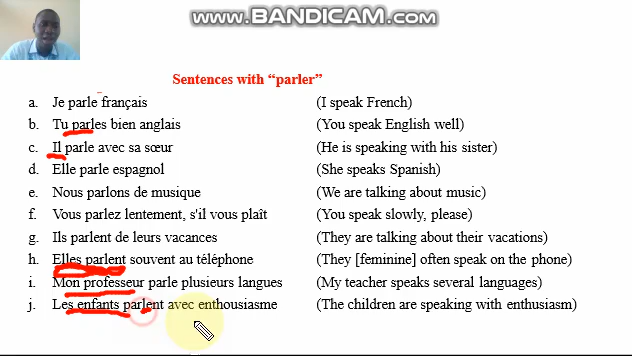 www.BANDICAM.com
Sentences with “parler”
a. Je parle français (I speak French)
b. Tu parles bien anglais (You speak English well)
c. Il parle avec sa sœur (He is speaking with his sister)
d. Elle parle espagnol (She speaks Spanish)
e. Nous parlons de musique (We are talking about music)
f. Vous parlez lentement, s'il vous plaît (You speak slowly, please)
g. Ils parlent de leurs vacances (They are talking about their vacations)
h. Elles parlent souvent au téléphone (They [feminine] often speak on the phone)
i. Mon professeur parle plusieurs langues (My teacher speaks several languages)
j. Les enfants parlent avec enthousiasme (The children are speaking with enthusiasm)